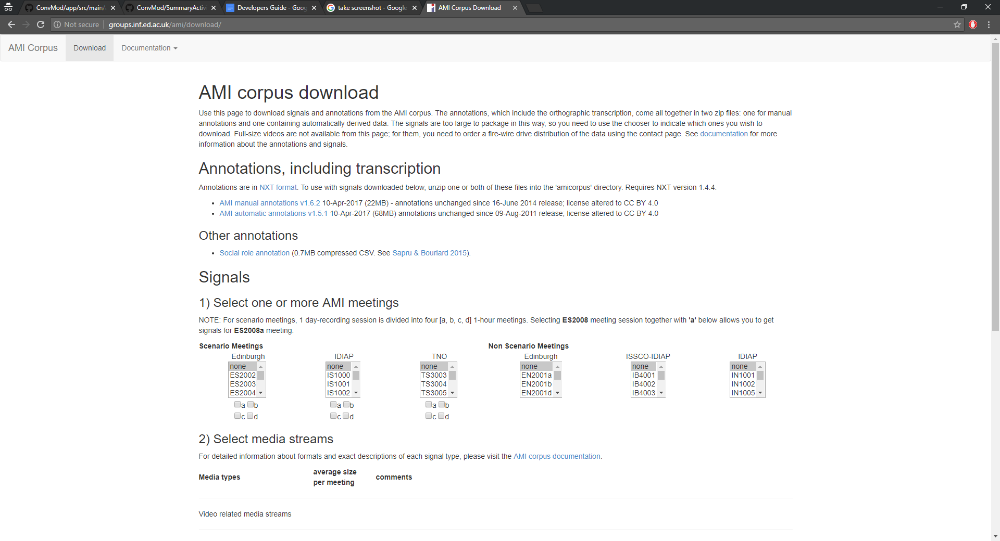 ConvMod/app/src/main/
ConvMod/SummaryActiv
Developers Guide - Goog
take screenshot - Google
AMI Corpus Download
Not secure
groups.inf.ed.ac.uk/ami/download/
AMI Corpus
Download
Documentation
AMI corpus download
Use this page to download signals and annotations from the AMI corpus. The annotations, which include the orthographic transcription, come all together in two zip files: one for manual
annotations and one containing automatically derived data. The signals are too large to package in this way, so you need to use the chooser to indicate which ones you wish to
download. Full-size videos are not available from this page; for them, you need to order a fire-wire drive distribution of the data using the contact page. See documentation for more
information about the annotations and signals.
Annotations, including transcription
Annotations are in NXT format. To use with signals downloaded below, unzip one or both of these files into the 'amicorpus' directory. Requires NXT version 1.4.4.
• AMI manual annotations v1.6.2 10-Apr-2017 (22MB) - annotations unchanged since 16-June 2014 release; license altered to CC BY 4.0
• AMI automatic annotations v1.5.1 10-Apr-2017 (68MB) annotations unchanged since 09-Aug-2011 release; license altered to CC BY 4.0
Other annotations
• Social role annotation (0.7MB compressed CSV. See Sapru & Bourlard 2015).
Signals
1) Select one or more AMI meetings
NOTE: For scenario meetings, 1 day-recording session is divided into four [a, b, c, d] 1-hour meetings. Selecting ES2008 meeting session together with 'a' below allows you to get
signals for ES2008a meeting.
Scenario Meetings
Edinburgh
none
ES2002
ES2003
ES2004
a b
c d
IDIAP
none
IS1000
IS1001
IS1002
a b
c d
TNO
none
TS3003
TS3004
TS3005
a b
c d
Non Scenario Meetings
Edinburgh
none
EN2001a
EN2001b
EN2001d
ISSCO-IDIAP
none
IB4001
IB4002
IB4003
IDIAP
none
IN1001
IN1002
IN1005
2) Select media streams
For detailed information about formats and exact descriptions of each signal type, please visit the AMI corpus documentation.
Media types
average size
per meeting
comments
Video related media streams